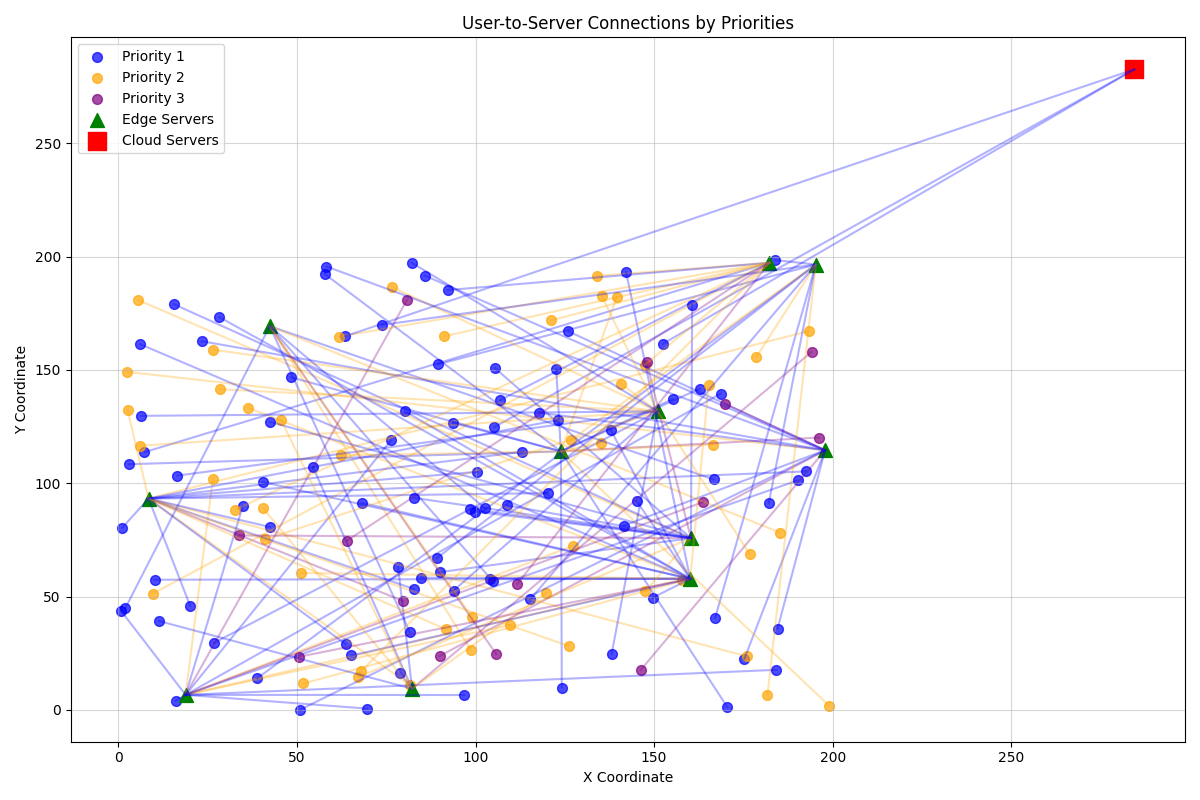 User-to-Server Connections by Priorities
Priority 1
Priority 2
Priority 3
Edge Servers
Cloud Servers
Y Coordinate
250
200
150
100
50
0
0 50 100 150 200 250
X Coordinate